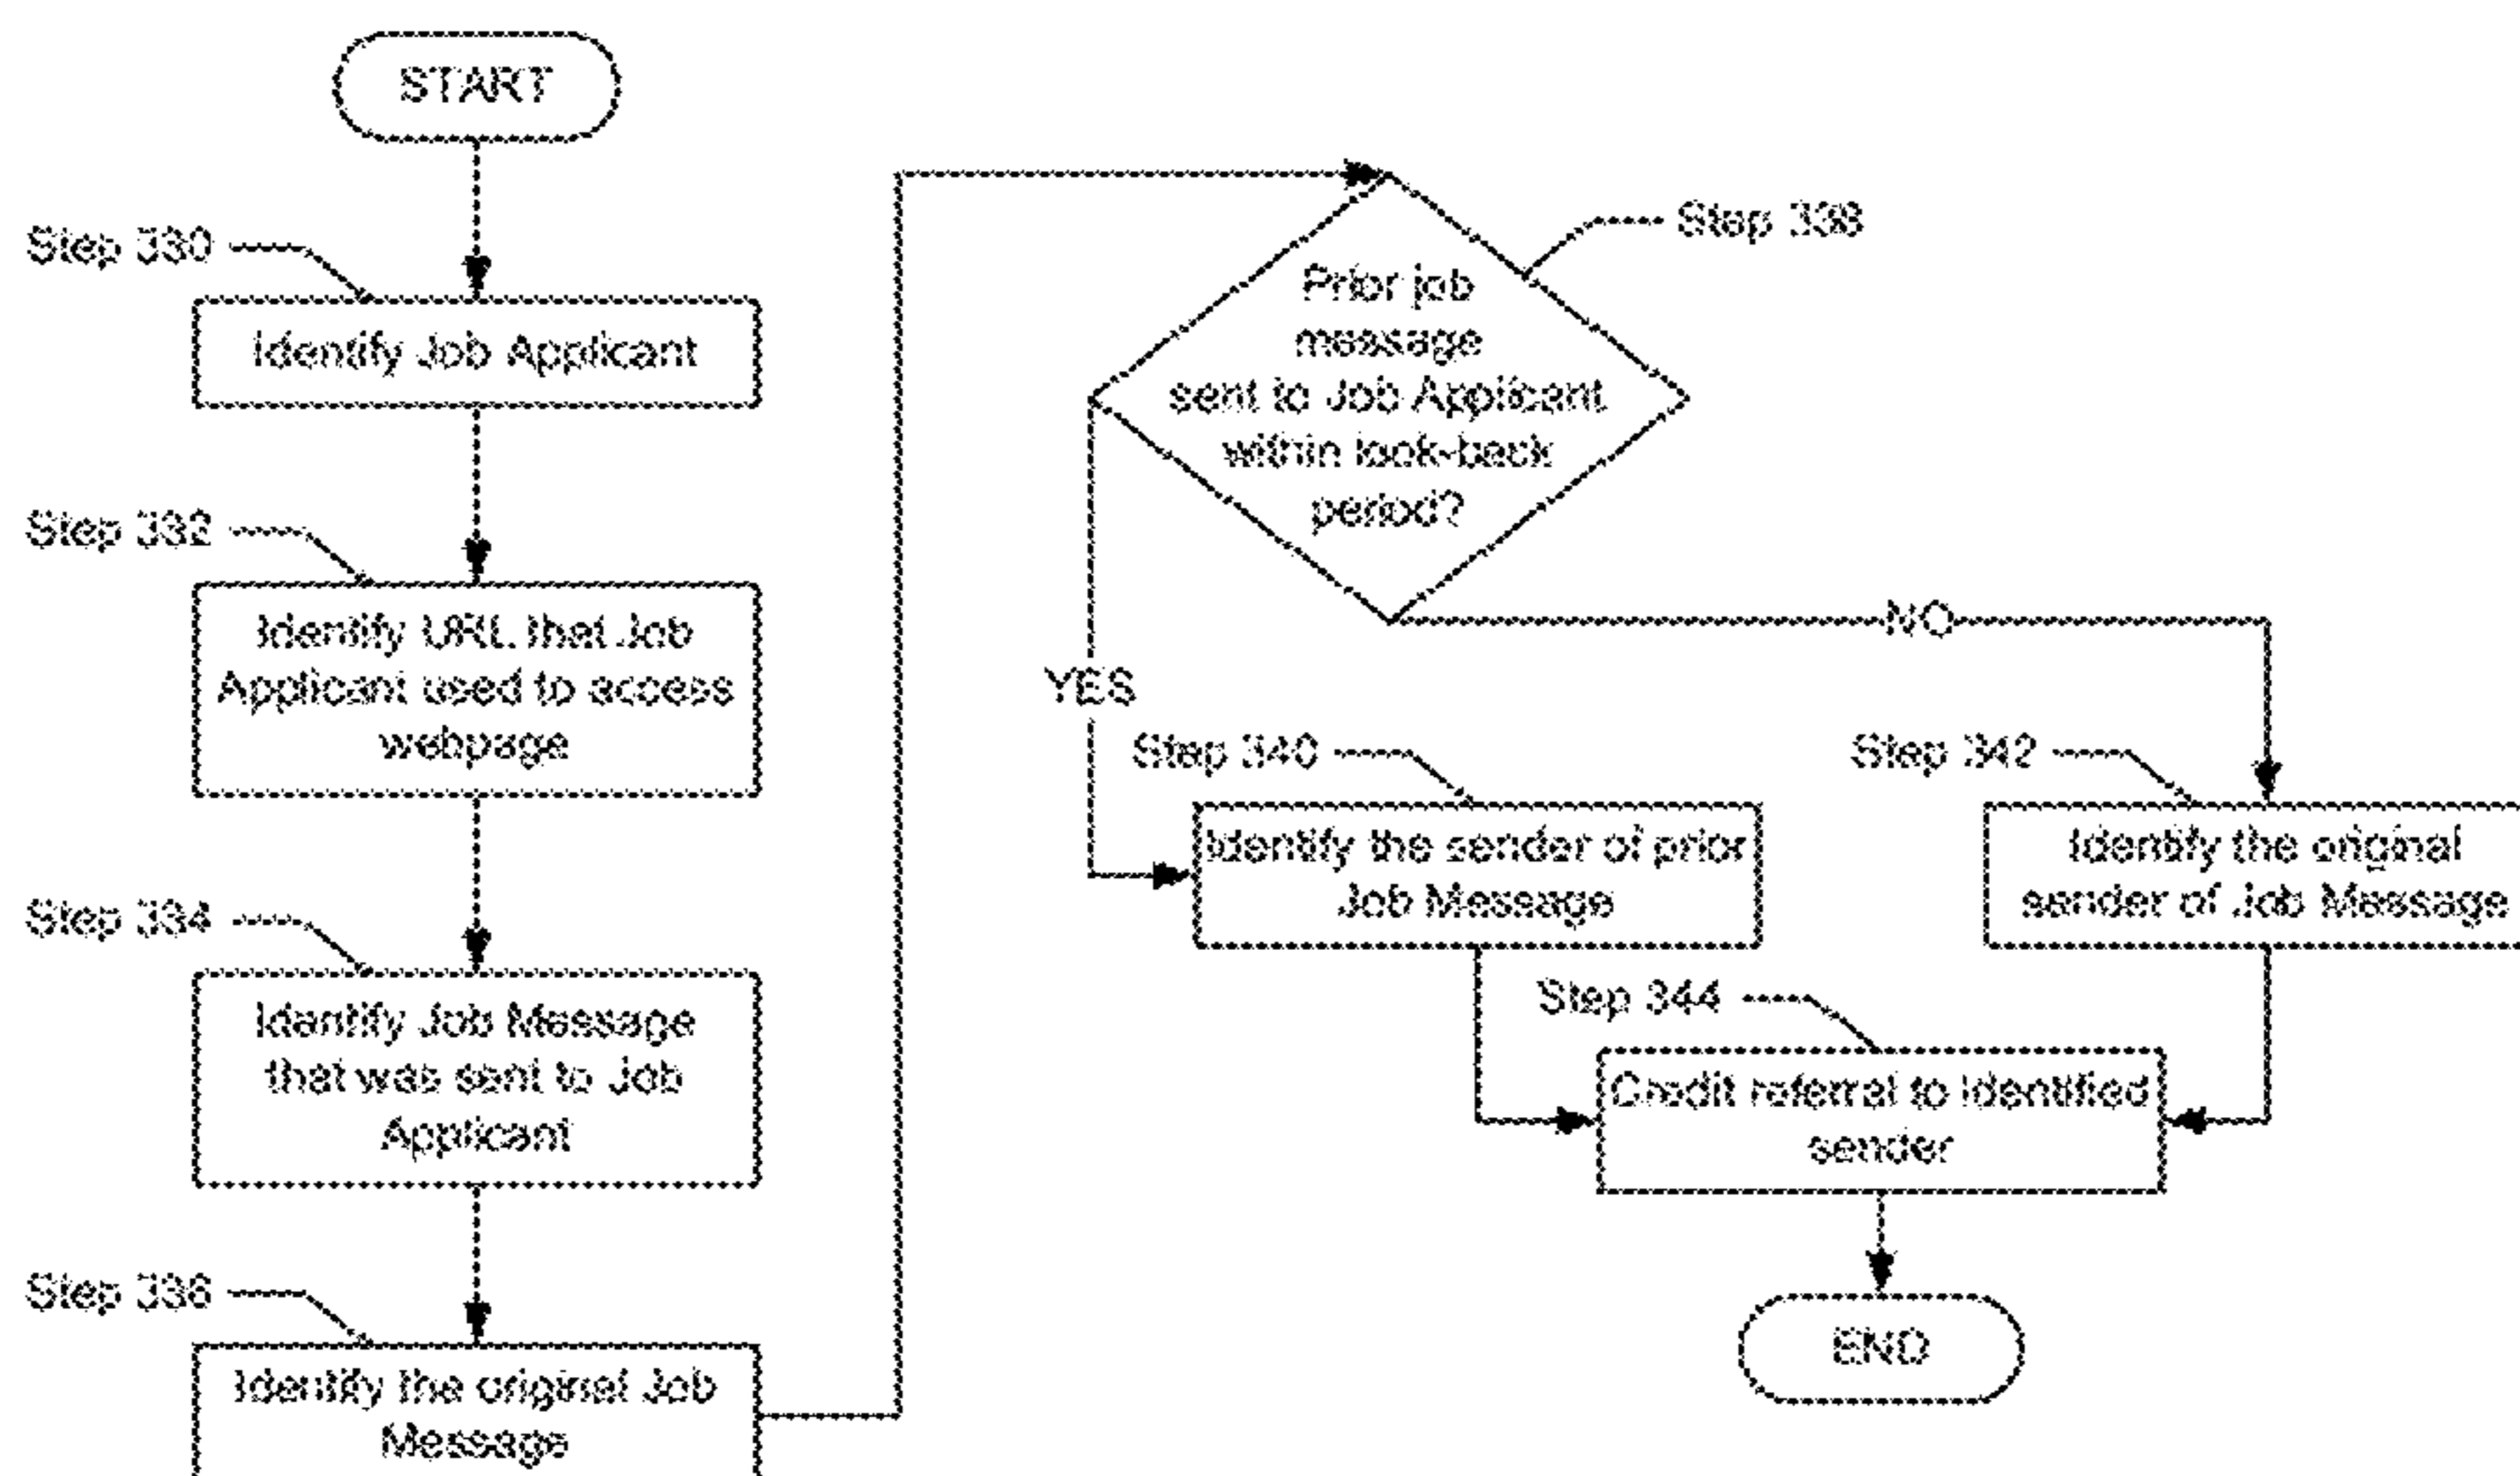 START
Step 330
Identify Job Applicant
Step 332
Identify URL that Job
Applicant used to access
webpage
Step 334
Identify Job Message
that was sent to Job
Applicant
Step 336
Identify the original Job
Message
Step 338
Prior job
message
sent to Job Applicant
within look-back
period?
YES
NO
Step 340
Identify the sender of prior
Job Message
Step 342
Identify the original
sender of Job Message
Step 344
Credit referral to identified
sender
END